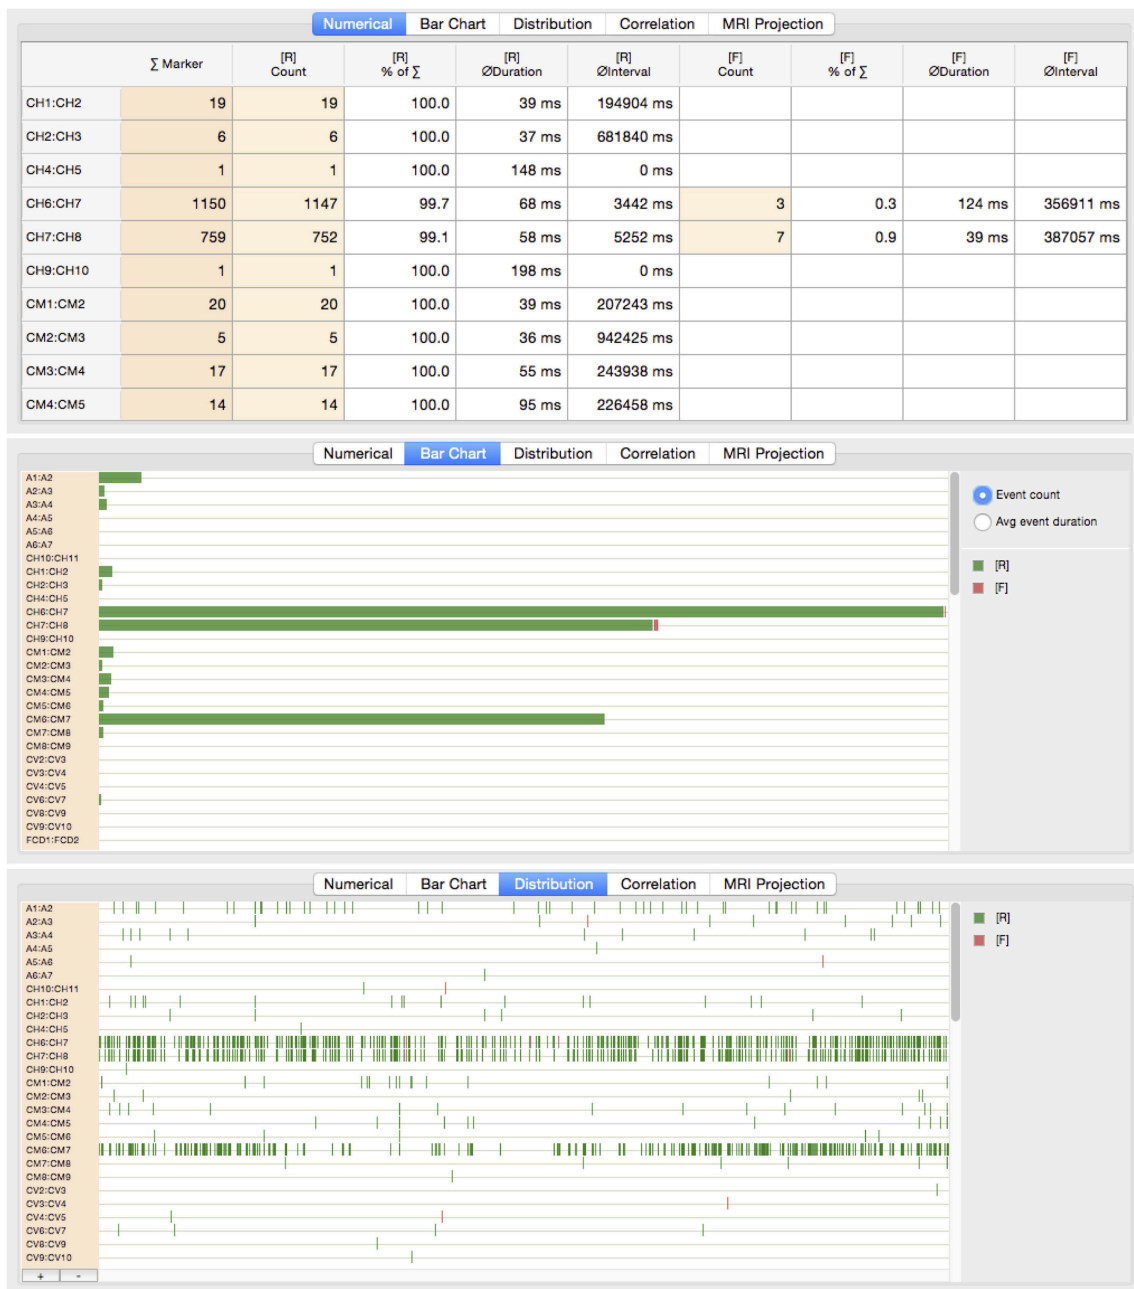 Numerical Bar Chart Distribution Correlation MRI Projection
∑ Marker [R] Count [R] % of ∑ [R] ØDuration [R] ØInterval [F] Count [F] % of ∑ [F] ØDuration [F] ØInterval
CH1:CH2 19 19 100.0 39 ms 194904 ms
CH2:CH3 6 6 100.0 37 ms 681840 ms
CH4:CH5 1 1 100.0 148 ms 0 ms
CH6:CH7 1150 1147 99.7 68 ms 3442 ms 3 0.3 124 ms 356911 ms
CH7:CH8 759 752 99.1 58 ms 5252 ms 7 0.9 39 ms 387057 ms
CH9:CH10 1 1 100.0 198 ms 0 ms
CM1:CM2 20 20 100.0 39 ms 207243 ms
CM2:CM3 5 5 100.0 36 ms 942425 ms
CM3:CM4 17 17 100.0 55 ms 243938 ms
CM4:CM5 14 14 100.0 95 ms 226458 ms
Numerical Bar Chart Distribution Correlation MRI Projection
A1:A2
A2:A3
A3:A4
A4:A5
A5:A6
A6:A7
CH10:CH11
CH1:CH2
CH2:CH3
CH4:CH5
CH6:CH7
CH7:CH8
CH9:CH10
CM1:CM2
CM2:CM3
CM3:CM4
CM4:CM5
CM5:CM6
CM6:CM7
CM7:CM8
CM8:CM9
CV2:CV3
CV3:CV4
CV4:CV5
CV6:CV7
CV8:CV9
CV9:CV10
FCD1:FCD2
Event count
Avg event duration
[R]
[F]
Numerical Bar Chart Distribution Correlation MRI Projection
A1:A2
A2:A3
A3:A4
A4:A5
A5:A6
A6:A7
CH10:CH11
CH1:CH2
CH2:CH3
CH4:CH5
CH6:CH7
CH7:CH8
CH9:CH10
CM1:CM2
CM2:CM3
CM3:CM4
CM4:CM5
CM5:CM6
CM6:CM7
CM7:CM8
CM8:CM9
CV2:CV3
CV3:CV4
CV4:CV5
CV6:CV7
CV8:CV9
CV9:CV10
+ -
[R]
[F]